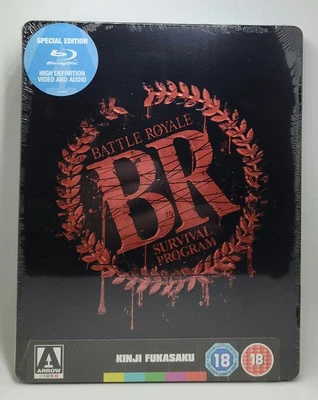 SPECIAL EDITION
Blu-ray Disc
HIGH DEFINITION
VIDEO AND AUDIO
BATTLE ROYALE
BR
SURVIVAL
PROGRAM
KINJI FUKASAKU
ARROW
VIDEO
18
18